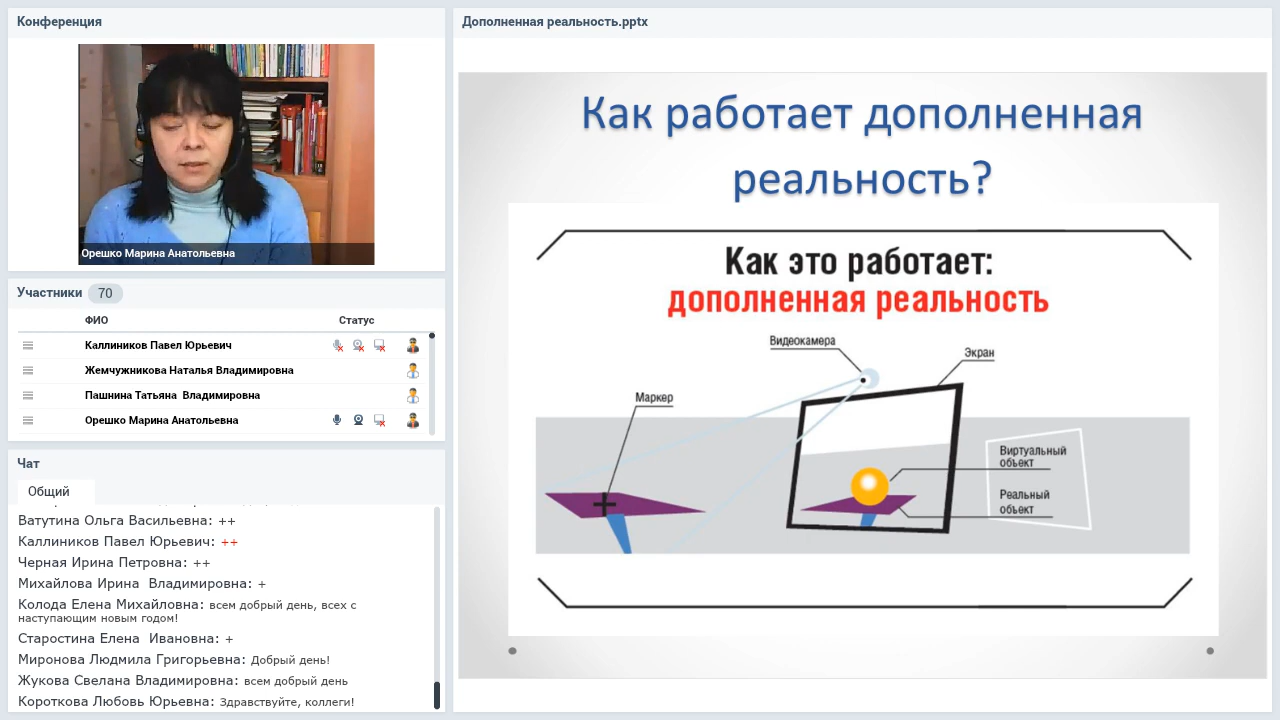 Конференция
Орешко Марина Анатольевна
Участники 70
ФИО Статус
Каллиников Павел Юрьевич
Жемчужникова Наталья Владимировна
Пашнина Татьяна Владимировна
Орешко Марина Анатольевна
Чат
Общий
Ватутина Ольга Васильевна: ++
Каллиников Павел Юрьевич: ++
Черная Ирина Петровна: ++
Михайлова Ирина Владимировна: +
Колода Елена Михайловна: всем добрый день, всех с
наступающим новым годом!
Старостина Елена Ивановна: +
Миронова Людмила Григорьевна: Добрый день!
Жукова Свелана Владимировна: всем добрый день
Короткова Любовь Юрьевна: Здравствуйте, коллеги!
Дополненная реальность.pptx
Как работает дополненная
реальность?
Как это работает:
дополненная реальность
Видеокамера
Экран
Маркер
Виртуальный
объект
Реальный
объект